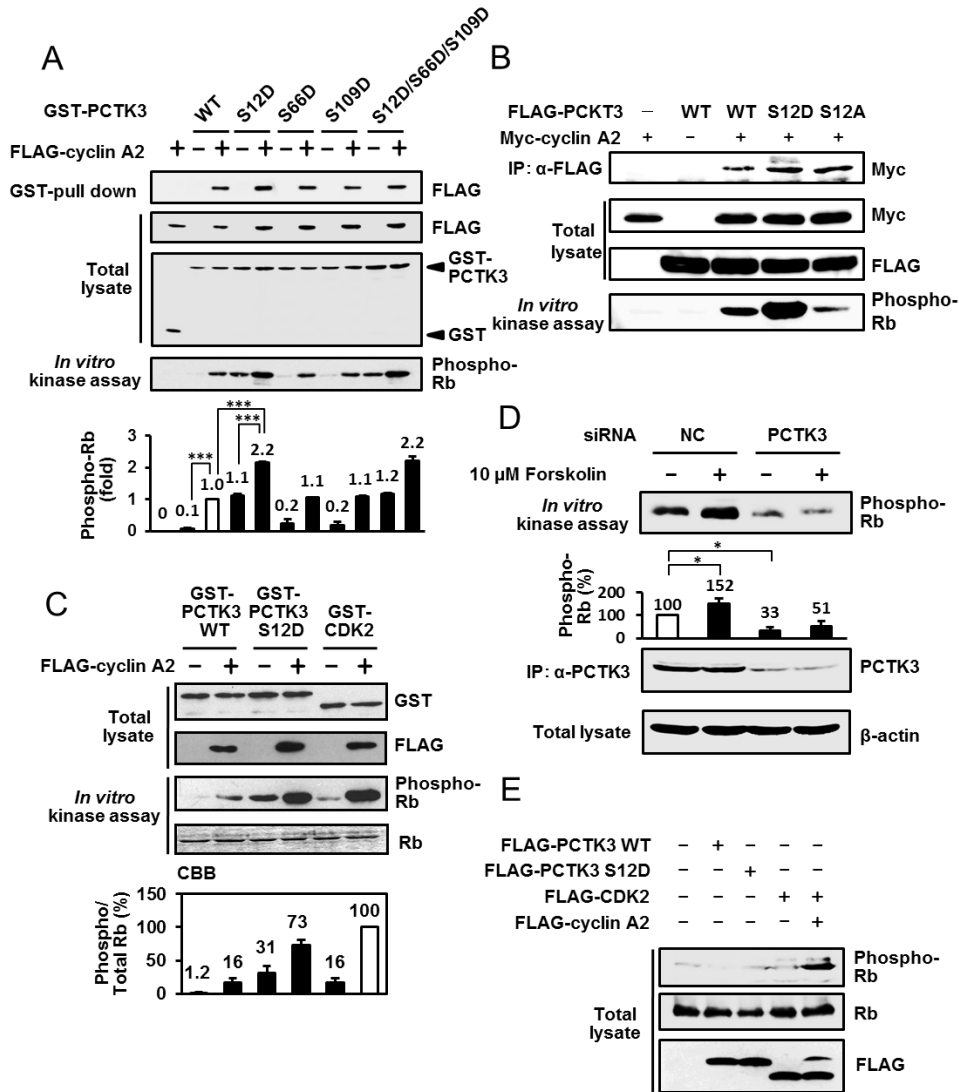 A
GST-PCTK3
WT
S12D
S66D
S109D
S12D/S66D/S109D
FLAG-cyclin A2
+ − + − + − + − + − +
GST-pull down
FLAG
FLAG
Total
lysate
GST-
PCTK3
GST
In vitro
kinase assay
Phospho-
Rb
Phospho-Rb
(fold)
3
2
1
0
0
0.1
1.0
1.1
2.2
0.2
1.1
0.2
1.1
1.2
2.2
***
***
***
B
FLAG-PCKT3
− WT WT S12D S12A
Myc-cyclin A2
+ − + + +
IP: α-FLAG
Myc
Total
lysate
Myc
FLAG
In vitro
kinase assay
Phospho-
Rb
C
GST-
PCTK3
WT
GST-
PCTK3
S12D
GST-
CDK2
FLAG-cyclin A2
− + − + − +
Total
lysate
GST
FLAG
In vitro
kinase assay
Phospho-
Rb
Rb
CBB
Phospho/
Total Rb (%)
150
100
50
0
1.2
16
31
73
16
100
D
siRNA
NC
PCTK3
10 μM Forskolin
− + − +
In vitro
kinase assay
Phospho-
Rb
Phospho-
Rb (%)
200
100
0
100
152
33
51
*
*
IP: α-PCTK3
PCTK3
Total lysate
β-actin
E
FLAG-PCTK3 WT
− + − − −
FLAG-PCTK3 S12D
− − + − −
FLAG-CDK2
− − − + +
FLAG-cyclin A2
− − − − +
Total
lysate
Phospho-
Rb
Rb
FLAG